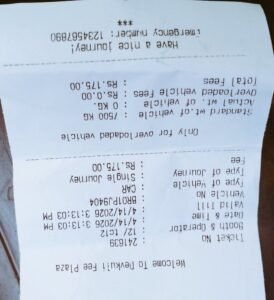 Welcome To Devkuli Fee Plaza
Ticket No : 241639
Booth & Operator : 12/ tc12
Date & Time : 4/14/2026 3:13:03 PM
Valid Till : 4/14/2026 3:13:03 PM
Vehicle No : BR01FJ9404
Type of Vehicle : CAR
Type of Journey : Single Journey
Fee : Rs.175.00
Only for overloaded vehicle
Standard wt.of vehicle : 7500 KG
Actual wt.of vehicle : 0 KG.
Overloaded vehicle Fees : Rs.0.00
Total Fees : Rs.175.00
Have a nice journey!
Emergency number: 1234567890
***